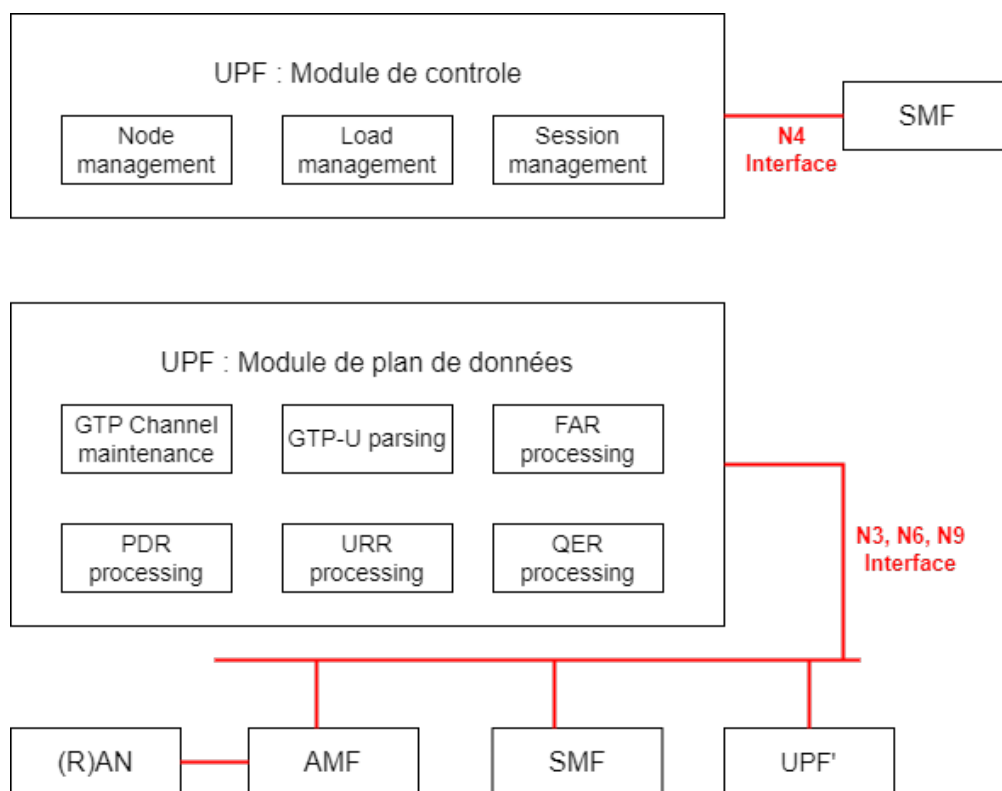 UPF : Module de controle
Node
management
Load
management
Session
management
SMF
N4
Interface
UPF : Module de plan de données
GTP Channel
maintenance
GTP-U parsing
FAR
processing
PDR
processing
URR
processing
QER
processing
N3, N6, N9
Interface
(R)AN
AMF
SMF
UPF'